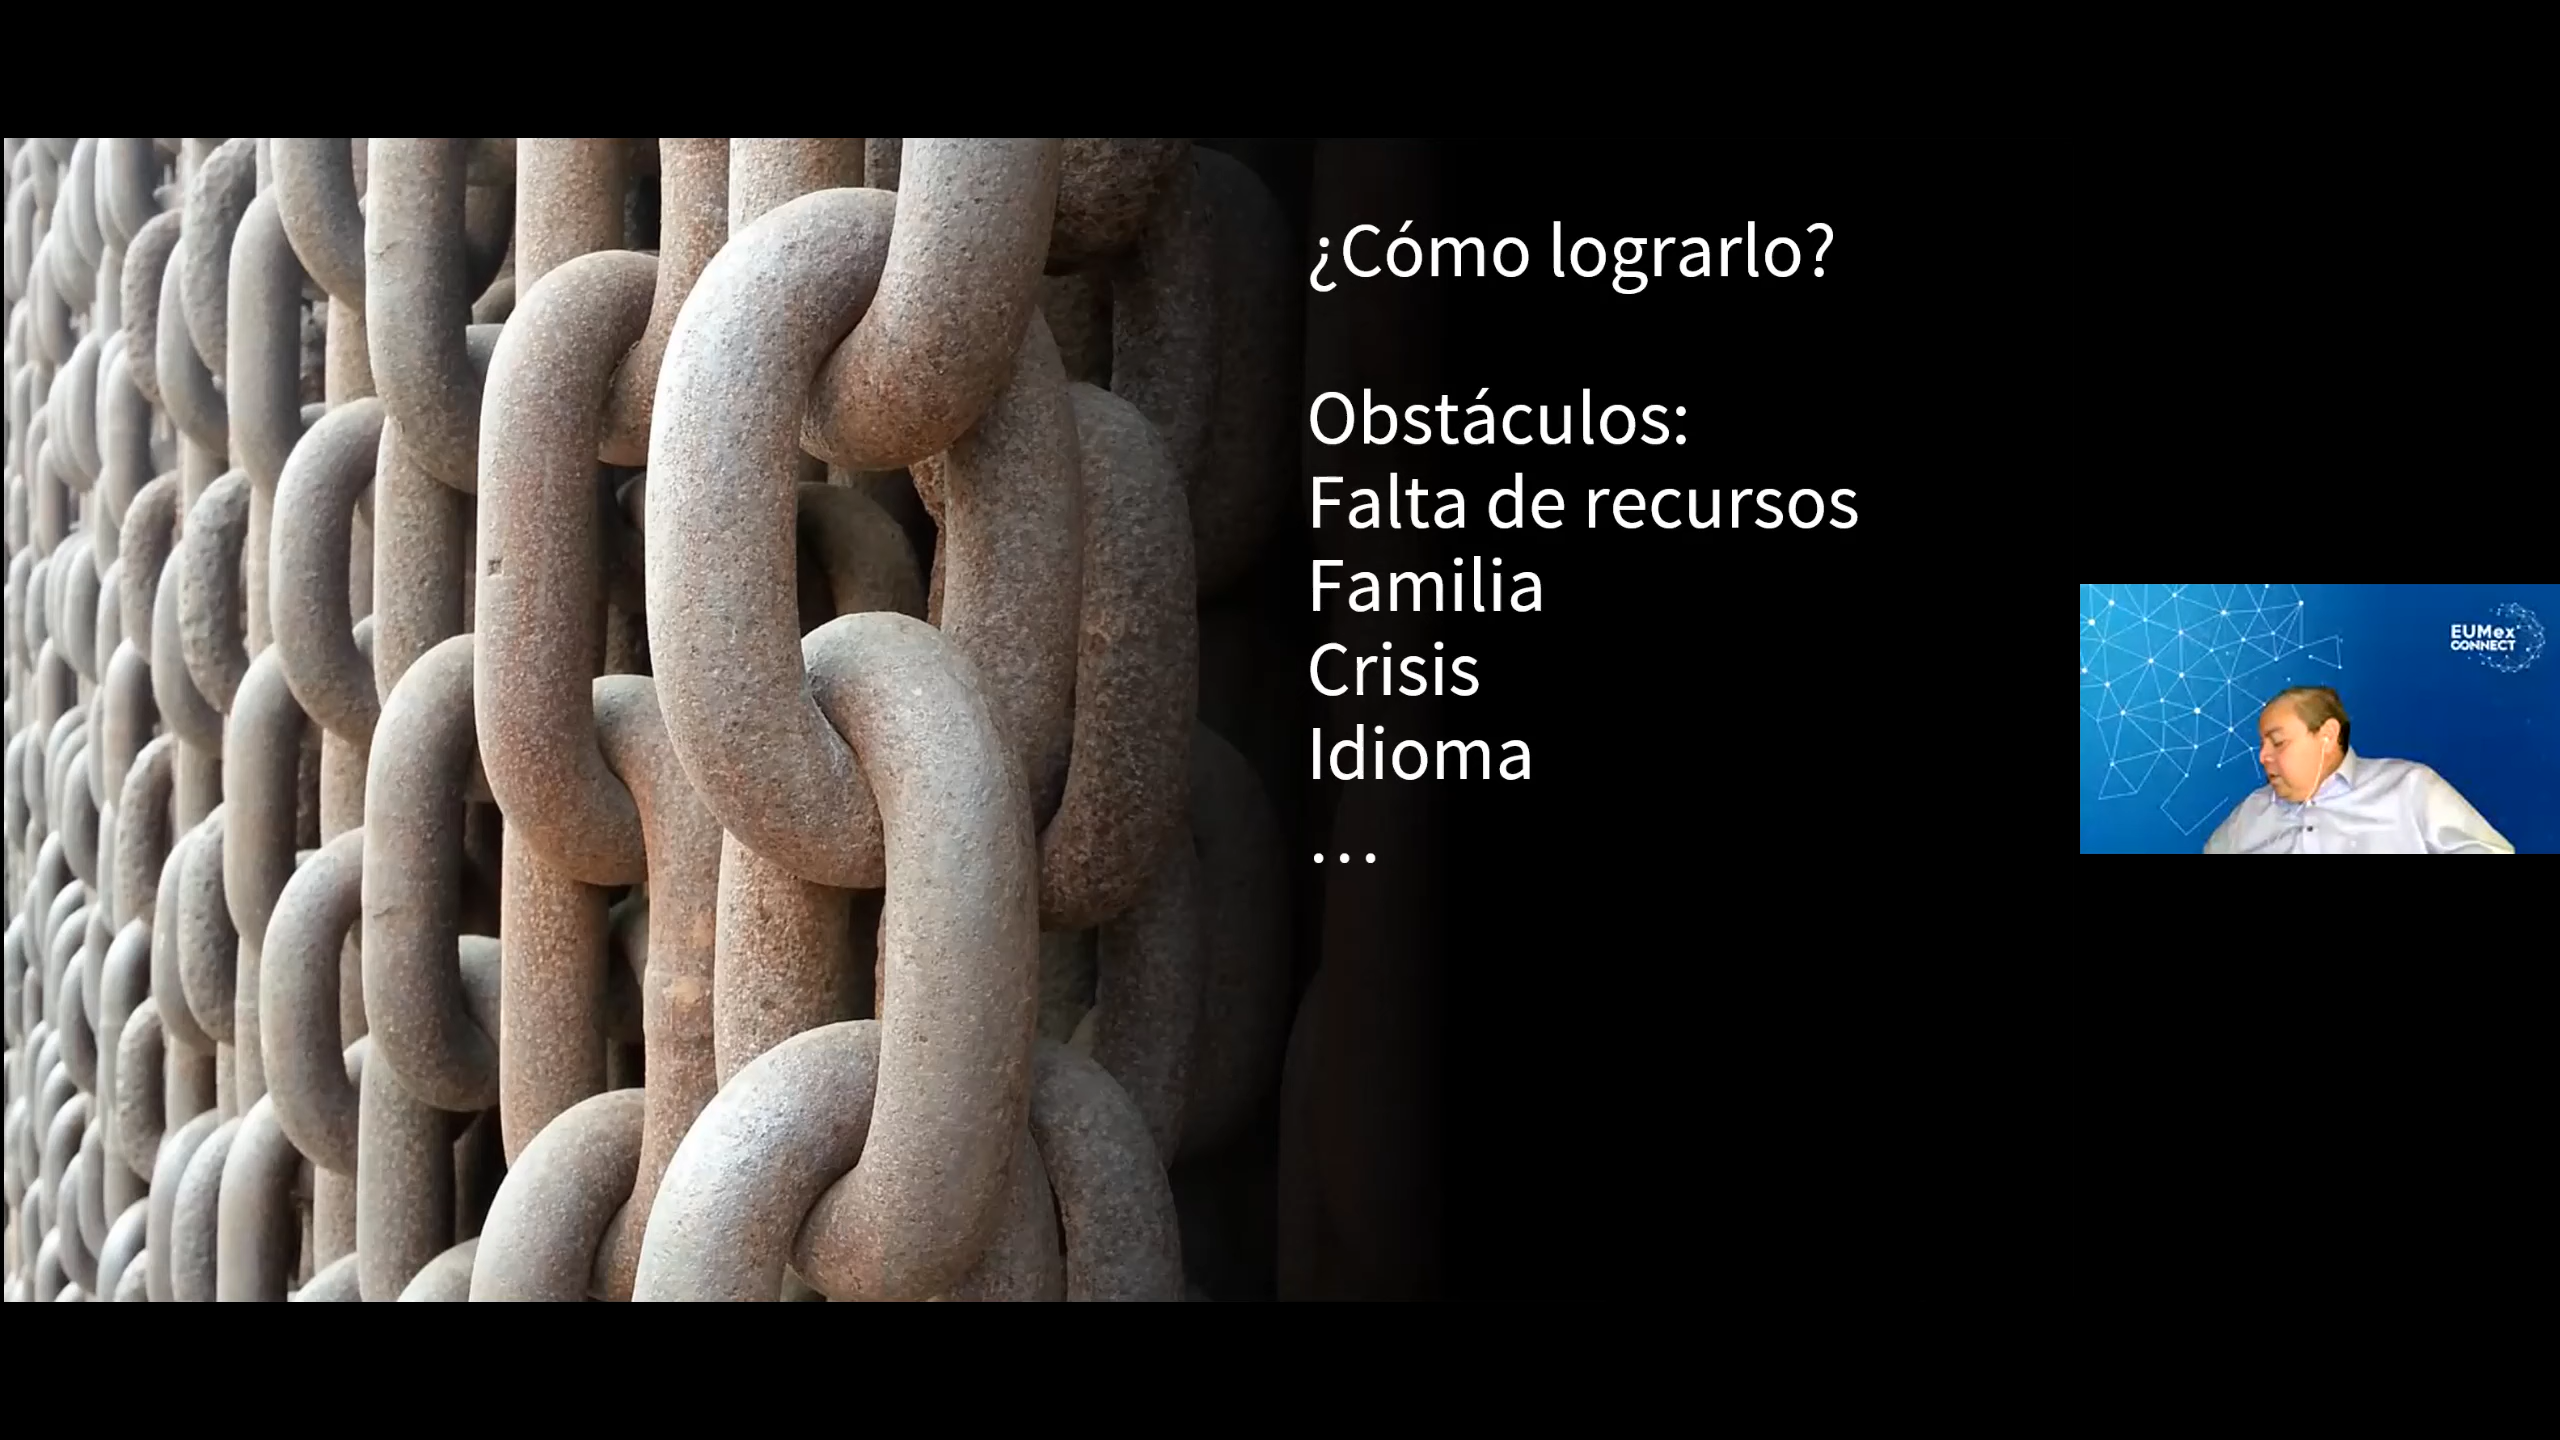 ¿Cómo lograrlo?
Obstáculos:
Falta de recursos
Familia
Crisis
Idioma
...
EUMex
CONNECT